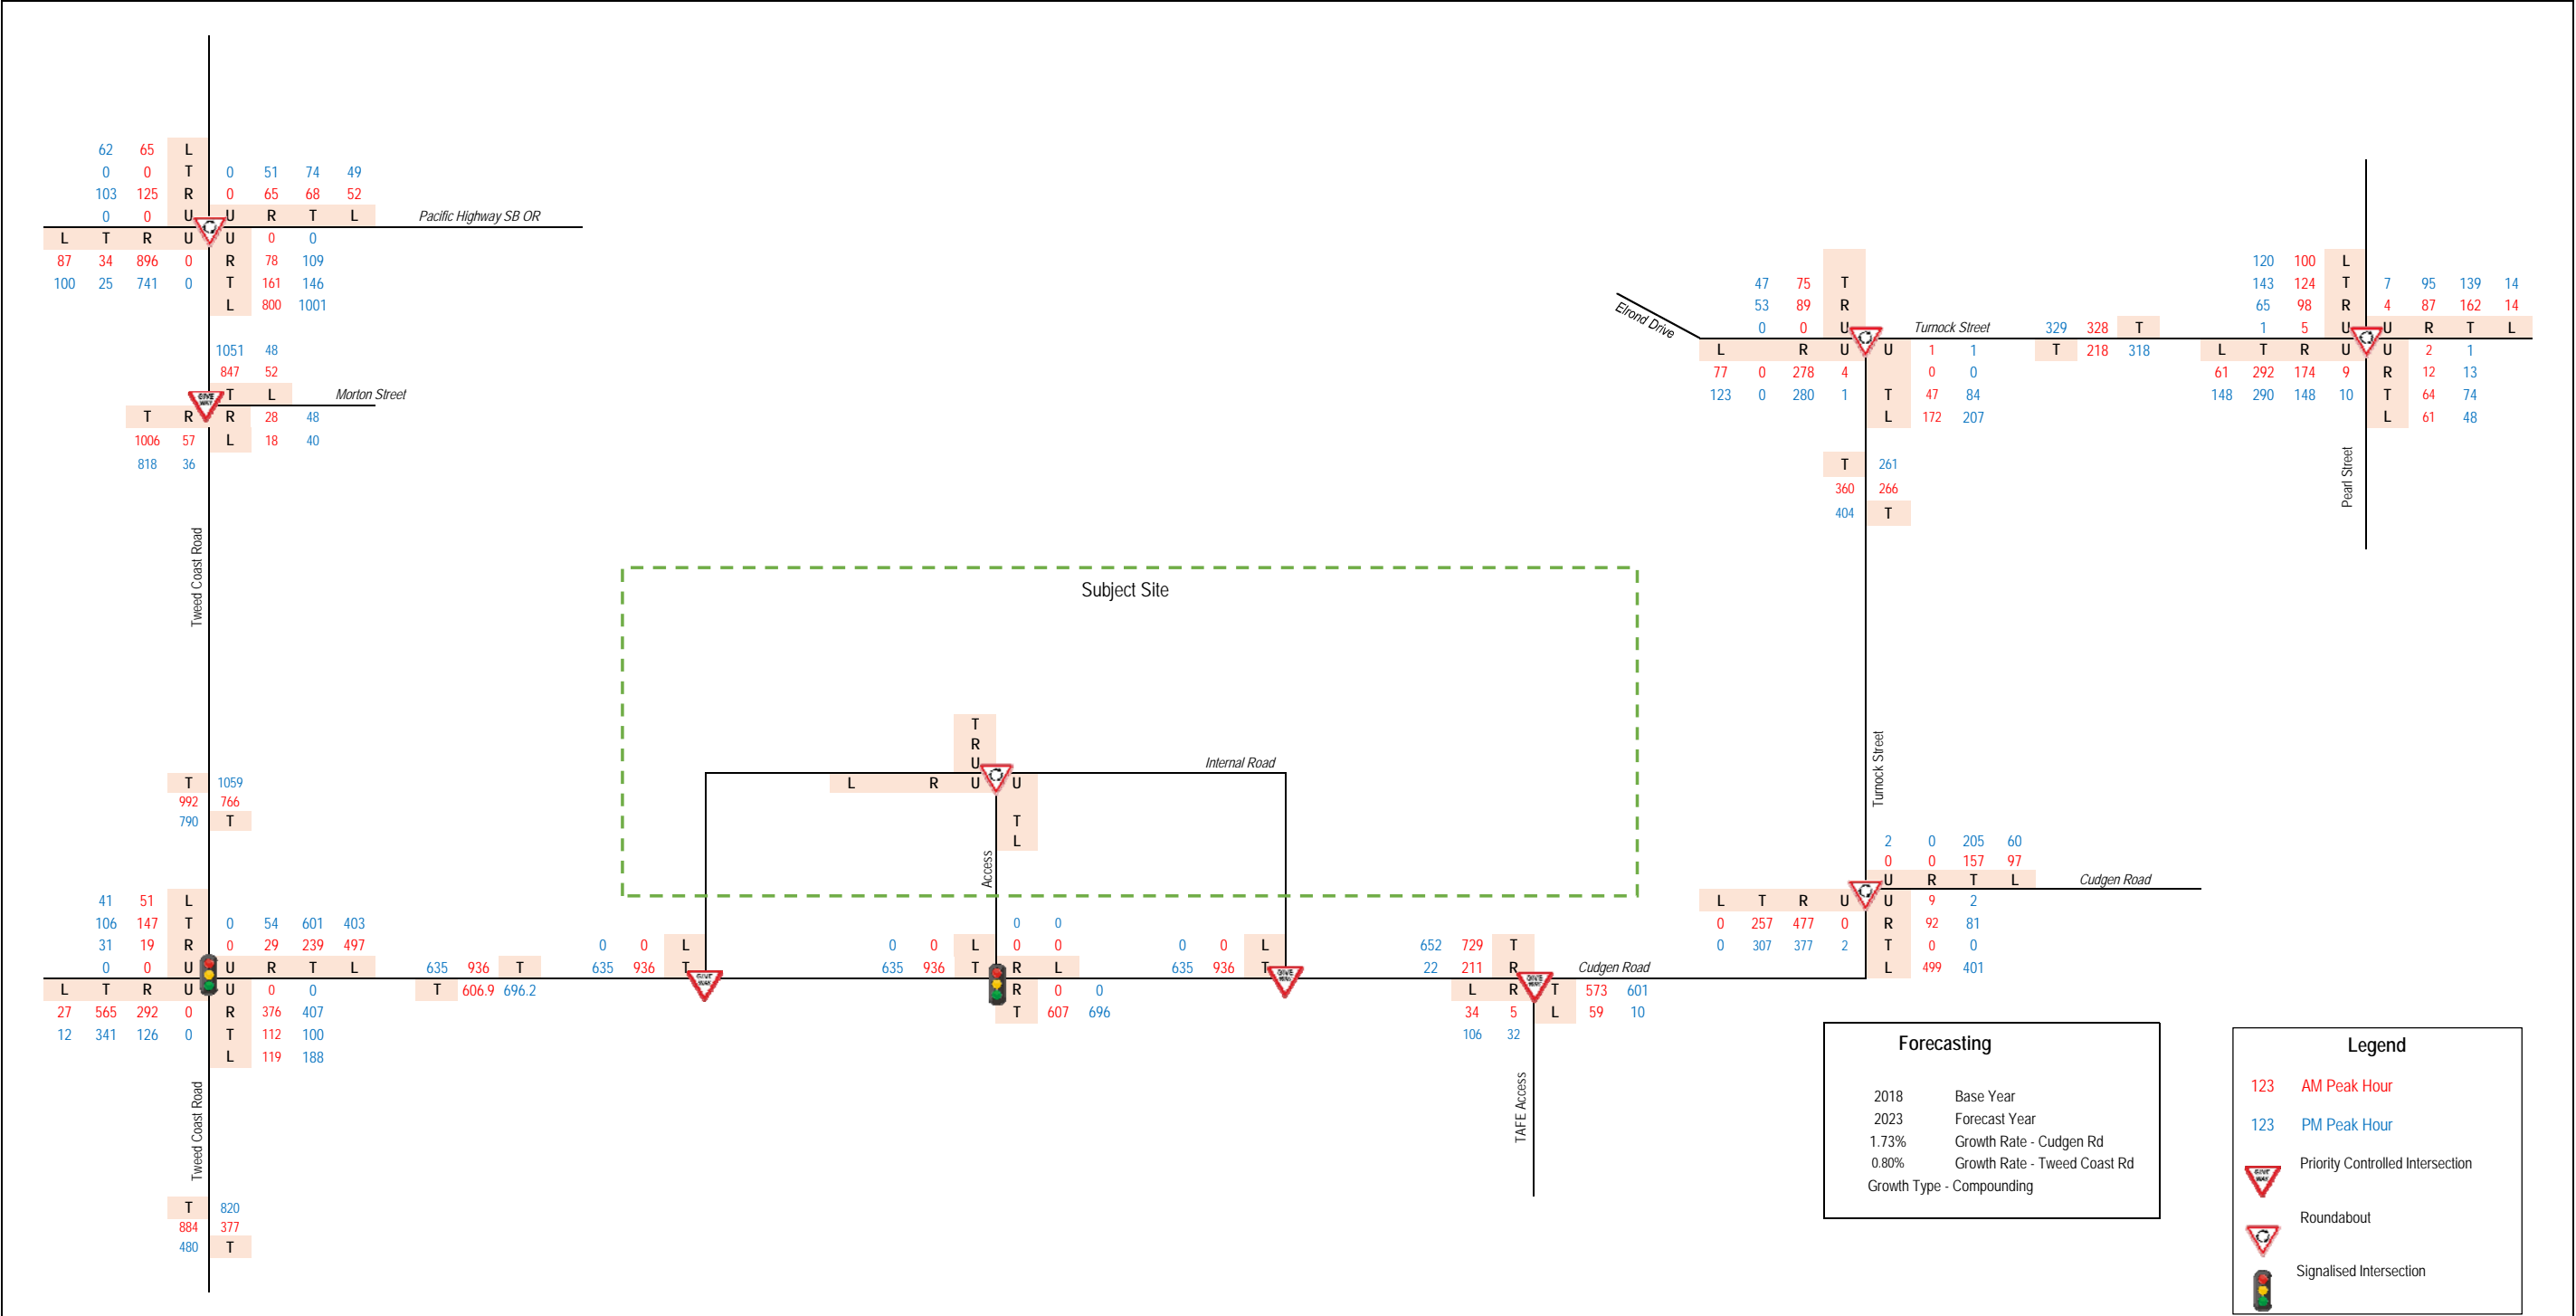 62 65 L
0 0 T 0 51 74 49
103 125 R 0 65 68 52
0 0 U U R T L Pacific Highway SB OR
L T R U U 0 0
87 34 896 0 R 78 109
100 25 741 0 T 161 146
L 800 1001
1051 48
847 52
T L Morton Street
GIVE WAY
T R R 28 48
1006 57 L 18 40
818 36
Tweed Coast Road
T 1059
992 766
790 T
41 51 L
106 147 T 0 54 601 403
31 19 R 0 29 239 497
0 0 U U R T L
L T R U U 0 0
27 565 292 0 R 376 407
12 341 126 0 T 112 100
L 119 188
Tweed Coast Road
T 820
884 377
480 T
635 936 T
T 606.9 696.2
Subject Site
T
R
U
L R U U
T
L
Internal Road
Access
0 0 L
635 936 T
GIVE WAY
0 0
0 0 L 0 0
635 936 T R L
R 0 0
T 607 696
0 0 L
635 936 T
GIVE WAY
652 729 T
22 211 R Cudgen Road
GIVE WAY
L R T 573 601
34 5 L 59 10
106 32
TAFE Access
Elrond Drive
47 75 T
53 89 R
0 0 U Turnock Street
L R U U 1 1
77 0 278 4 0 0
123 0 280 1 T 47 84
L 172 207
329 328 T
T 218 318
T 261
360 266
404 T
Turnock Street
120 100 L
143 124 T 7 95 139 14
65 98 R 4 87 162 14
1 5 U U R T L
L T R U U 2 1
61 292 174 9 R 12 13
148 290 148 10 T 64 74
L 61 48
Pearl Street
2 0 205 60
0 0 157 97
U R T L Cudgen Road
L T R U U 9 2
0 257 477 0 R 92 81
0 307 377 2 T 0 0
L 499 401
Forecasting
2018 Base Year
2023 Forecast Year
1.73% Growth Rate - Cudgen Rd
0.80% Growth Rate - Tweed Coast Rd
Growth Type - Compounding
Legend
123 AM Peak Hour
123 PM Peak Hour
GIVE WAY Priority Controlled Intersection
Roundabout
Signalised Intersection